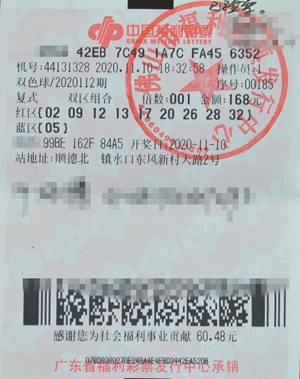 已兑奖
中国福利彩票
CHINA WELFARE LOTTERY
42EB 7C49 1A7C FA45 6352
机号:44131328 2020-11-10-18:32:58 操作员:1
双色球/2020112期 序号:00185
复式 双区组合 倍数:001 金额:168元
红区[02 09 12 13 17 20 26 28 32]
蓝区[05]
99BE 162F 84A5 开奖日:2020-11-10
站地址:顺德北 镇水口东风新村大路2号
感谢您为社会福利事业贡献 60.48元
广东省福利彩票发行中心承销